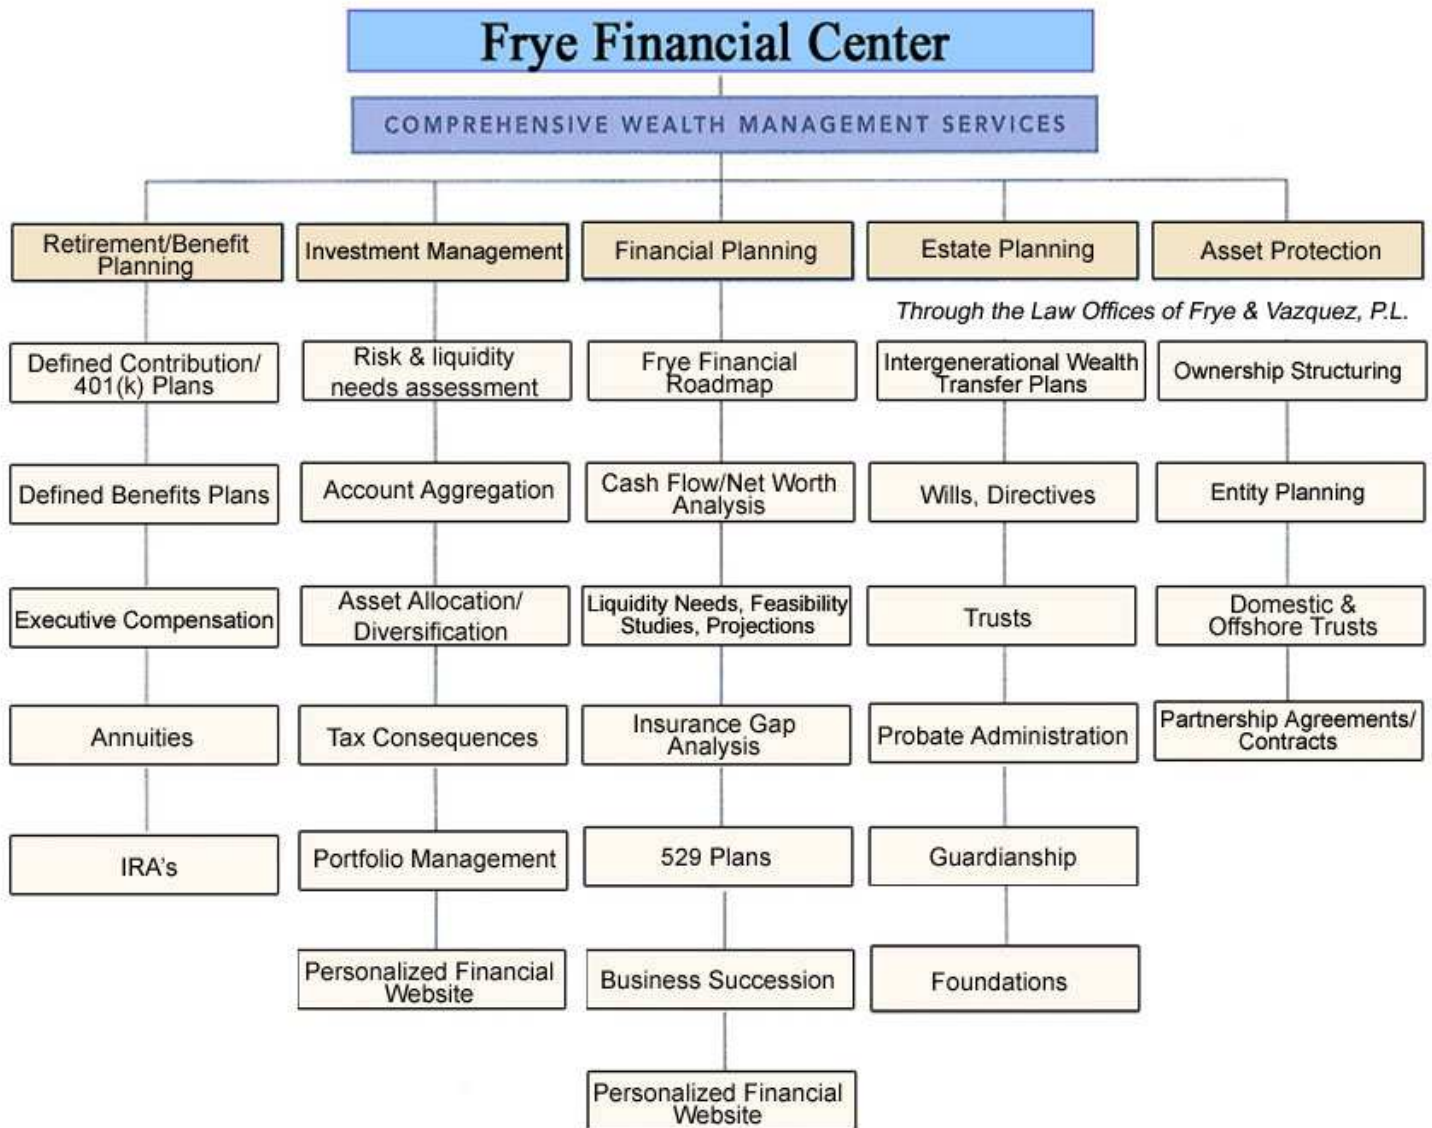 Frye Financial Center
COMPREHENSIVE WEALTH MANAGEMENT SERVICES
Retirement/Benefit
Planning
Investment Management
Financial Planning
Estate Planning
Asset Protection
Through the Law Offices of Frye & Vazquez, P.L.
Defined Contribution/
401(k) Plans
Risk & liquidity
needs assessment
Frye Financial
Roadmap
Intergenerational Wealth
Transfer Plans
Ownership Structuring
Defined Benefits Plans
Account Aggregation
Cash Flow/Net Worth
Analysis
Wills, Directives
Entity Planning
Executive Compensation
Asset Allocation/
Diversification
Liquidity Needs, Feasibility
Studies, Projections
Trusts
Domestic &
Offshore Trusts
Annuities
Tax Consequences
Insurance Gap
Analysis
Probate Administration
Partnership Agreements/
Contracts
IRA's
Portfolio Management
529 Plans
Guardianship
Personalized Financial
Website
Business Succession
Foundations
Personalized Financial
Website